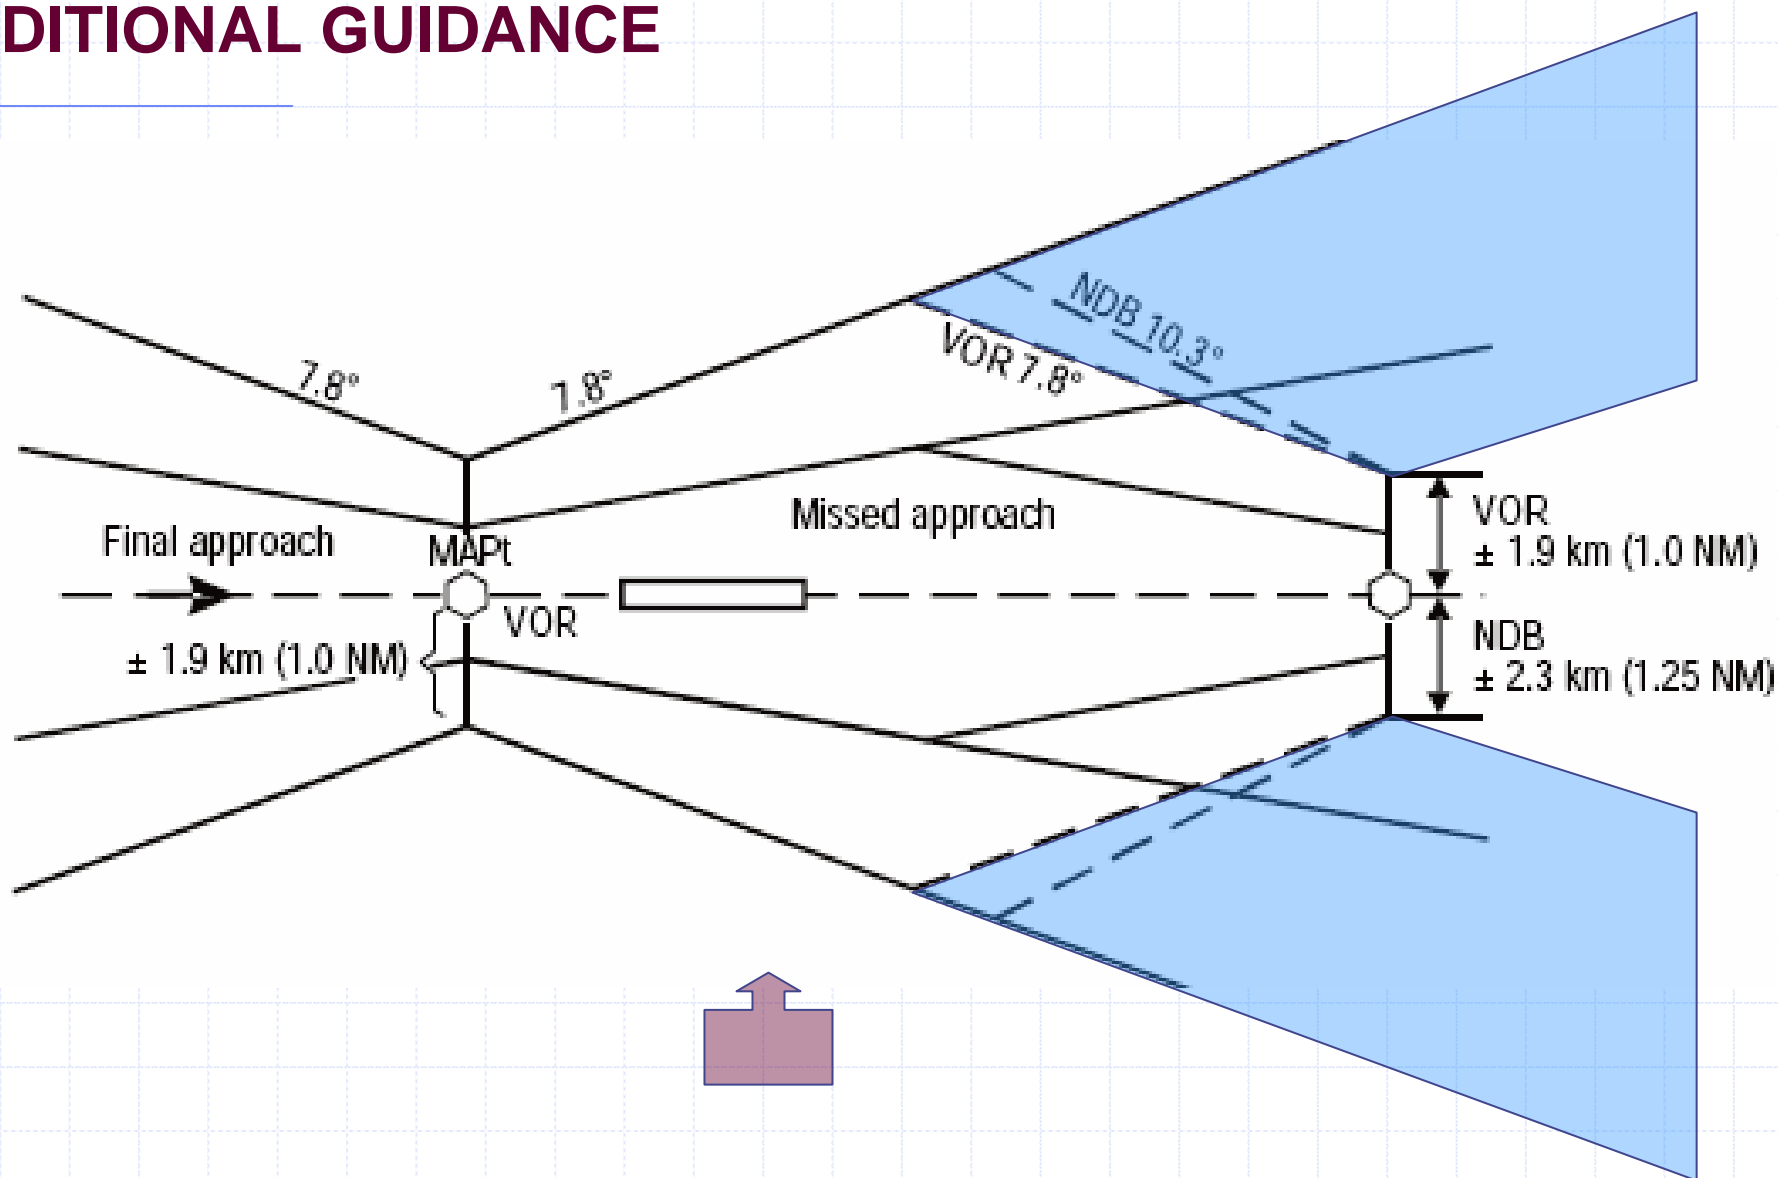 DITIONAL GUIDANCE
NDB 10.3°
VOR 7.8°
7.8°
7.8°
Final approach
MAPt
Missed approach
VOR
± 1.9 km (1.0 NM)
VOR
± 1.9 km (1.0 NM)
NDB
± 2.3 km (1.25 NM)